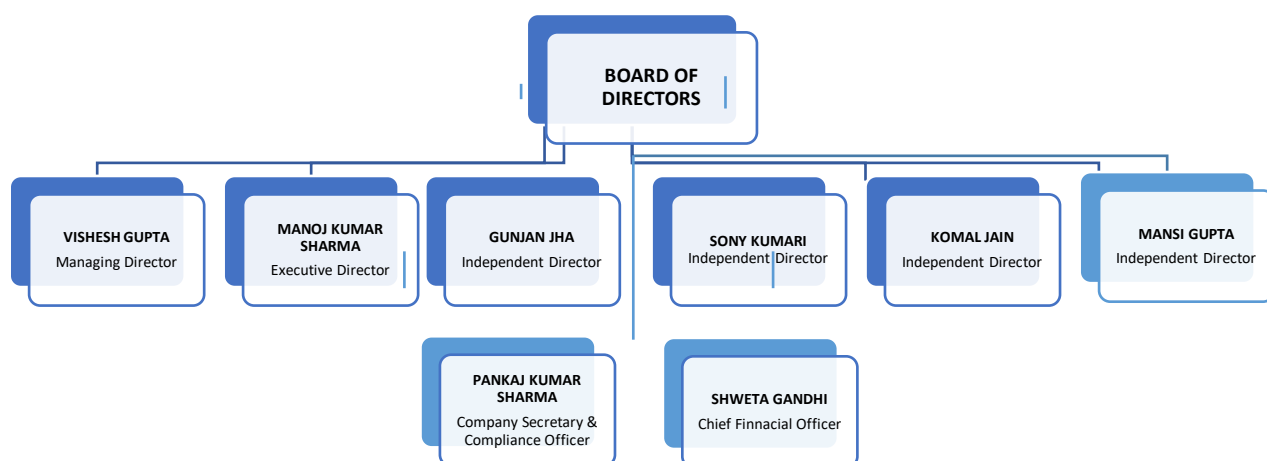 BOARD OF
DIRECTORS
VISHESH GUPTA
Managing Director
MANOJ KUMAR
SHARMA
Executive Director
GUNJAN JHA
Independent Director
SONY KUMARI
Independent Director
KOMAL JAIN
Independent Director
MANSI GUPTA
Independent Director
PANKAJ KUMAR
SHARMA
Company Secretary &
Compliance Officer
SHWETA GANDHI
Chief Finnacial Officer